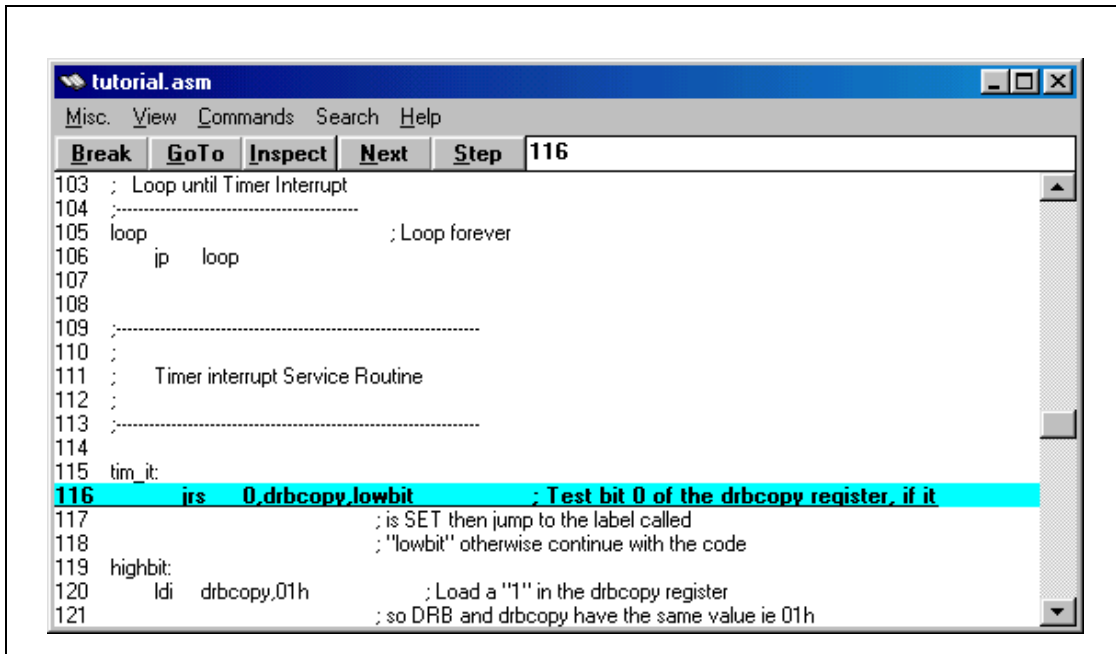 tutorial.asm
Misc. View Commands Search Help
Break GoTo Inspect Next Step 116
103 ; Loop until Timer Interrupt
104 ;--------------------------------------------
105 loop ; Loop forever
106 jp loop
107
108
109 ;-------------------------------------------------------------------
110 ;
111 ; Timer interrupt Service Routine
112 ;
113 ;-------------------------------------------------------------------
114
115 tim_it:
116 jrs 0,drbcopy,lowbit ; Test bit 0 of the drbcopy register, if it
117 ; is SET then jump to the label called
118 ; "lowbit" otherwise continue with the code
119 highbit:
120 ldi drbcopy,01h ; Load a "1" in the drbcopy register
121 ; so DRB and drbcopy have the same value ie 01h